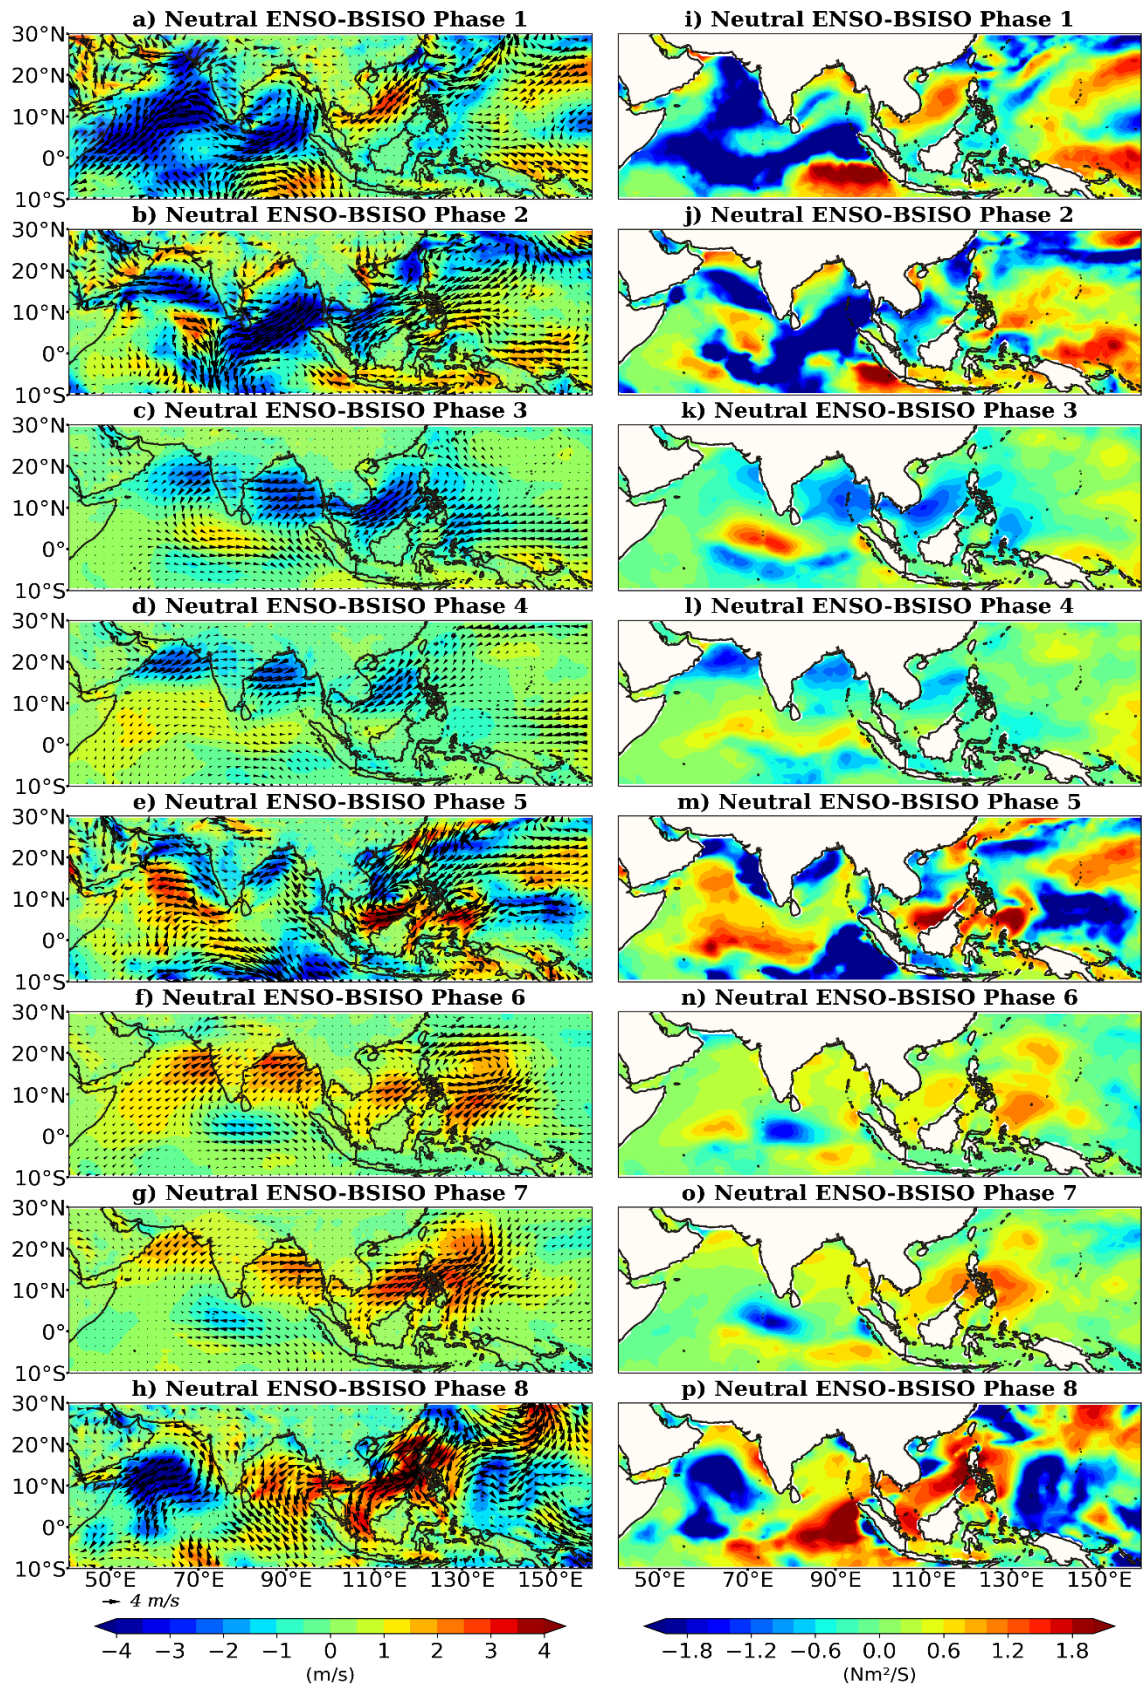 a) Neutral ENSO-BSISO Phase 1
30°N
20°N
10°N
0°
10°S
b) Neutral ENSO-BSISO Phase 2
30°N
20°N
10°N
0°
10°S
c) Neutral ENSO-BSISO Phase 3
30°N
20°N
10°N
0°
10°S
d) Neutral ENSO-BSISO Phase 4
30°N
20°N
10°N
0°
10°S
e) Neutral ENSO-BSISO Phase 5
30°N
20°N
10°N
0°
10°S
f) Neutral ENSO-BSISO Phase 6
30°N
20°N
10°N
0°
10°S
g) Neutral ENSO-BSISO Phase 7
30°N
20°N
10°N
0°
10°S
h) Neutral ENSO-BSISO Phase 8
30°N
20°N
10°N
0°
10°S
50°E 70°E 90°E 110°E 130°E 150°E
4 m/s
−4 −3 −2 −1 0 1 2 3 4
(m/s)
i) Neutral ENSO-BSISO Phase 1
j) Neutral ENSO-BSISO Phase 2
k) Neutral ENSO-BSISO Phase 3
l) Neutral ENSO-BSISO Phase 4
m) Neutral ENSO-BSISO Phase 5
n) Neutral ENSO-BSISO Phase 6
o) Neutral ENSO-BSISO Phase 7
p) Neutral ENSO-BSISO Phase 8
50°E 70°E 90°E 110°E 130°E 150°E
−1.8 −1.2 −0.6 0.0 0.6 1.2 1.8
(Nm²/S)